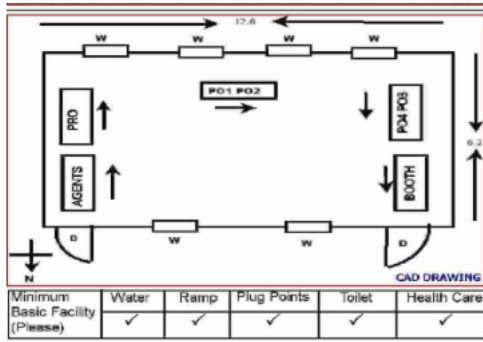 12.6
W W W W
PO1 PO2
PRO
PO4 PO3
6.2
AGENTS
BOOTH
D W W D
N
CAD DRAWING
Minimum Basic Facility (Please) Water Ramp Plug Points Toilet Health Care
✓ ✓ ✓ ✓ ✓